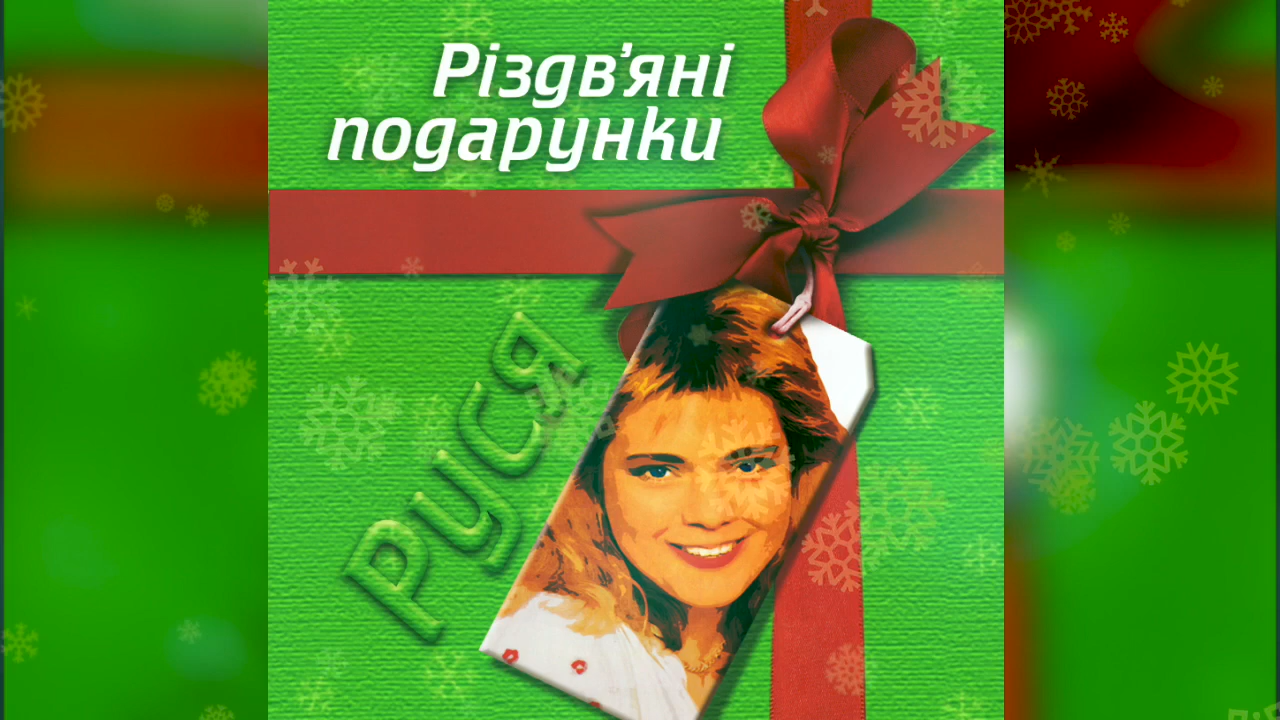 Різдв’яні
подарунки
Руся